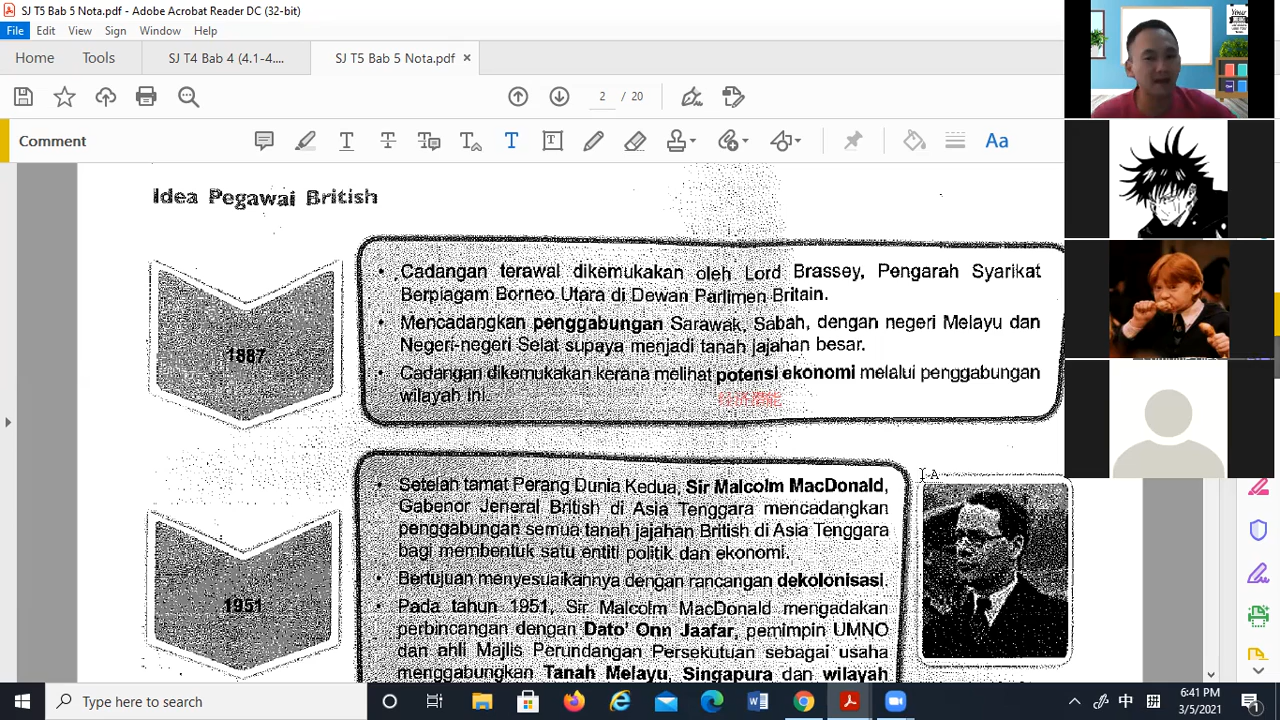 SJ T5 Bab 5 Nota.pdf - Adobe Acrobat Reader DC (32-bit)
File Edit View Sign Window Help
Home Tools SJ T4 Bab 4 (4.1-4.... SJ T5 Bab 5 Nota.pdf ×
2 / 20
Comment
Aa
Idea Pegawai British
1887
• Cadangan terawal dikemukakan oleh Lord Brassey, Pengarah Syarikat
Berpiagam Borneo Utara di Dewan Parlimen Britain.
• Mencadangkan penggabungan Sarawak, Sabah, dengan negeri Melayu dan
Negeri-negeri Selat supaya menjadi tanah jajahan besar.
• Cadangan dikemukakan kerana melihat potensi ekonomi melalui penggabungan
wilayah ini.
1951
Setelah tamat Perang Dunia Kedua, Sir Malcolm MacDonald,
Gabenor Jeneral British di Asia Tenggara mencadangkan
penggabungan semua tanah jajahan British di Asia Tenggara
bagi membentuk satu entiti politik dan ekonomi.
• Bertujuan menyesuaikannya dengan rancangan dekolonisasi.
• Pada tahun 1951, Sir Malcolm MacDonald mengadakan
perbincangan dengan Dato' Onn Jaafar, pemimpin UMNO
dan ahli Majlis Perundangan Persekutuan sebagai usaha
menggabungkan Tanah Melayu, Singapura dan wilayah
Type here to search
中 拼
6:41 PM
3/5/2021